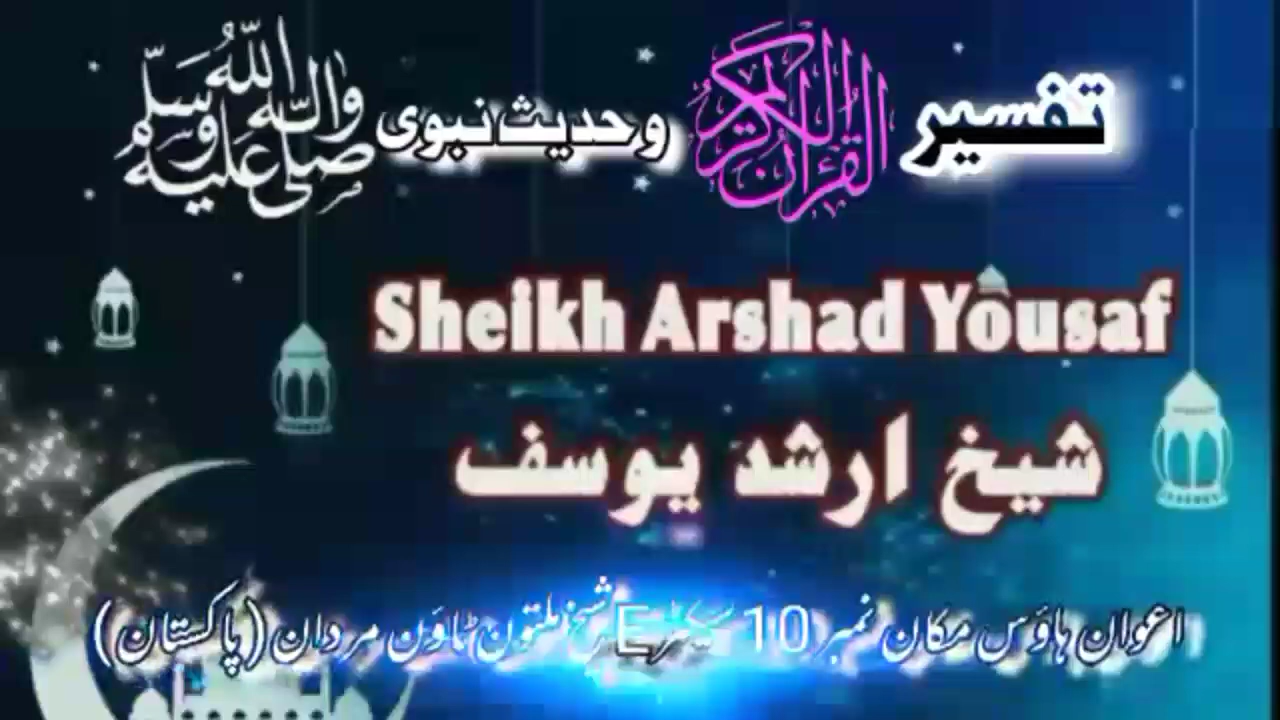 تفسیر القرآن الکریم و حدیث نبوی صلی اللہ علیہ والہ وسلم
Sheikh Arshad Yousaf
شیخ ارشد یوسف
اعوان ہاؤس مکان نمبر 10 سیکٹر E شیخ ملتون ٹاؤن مردان (پاکستان)